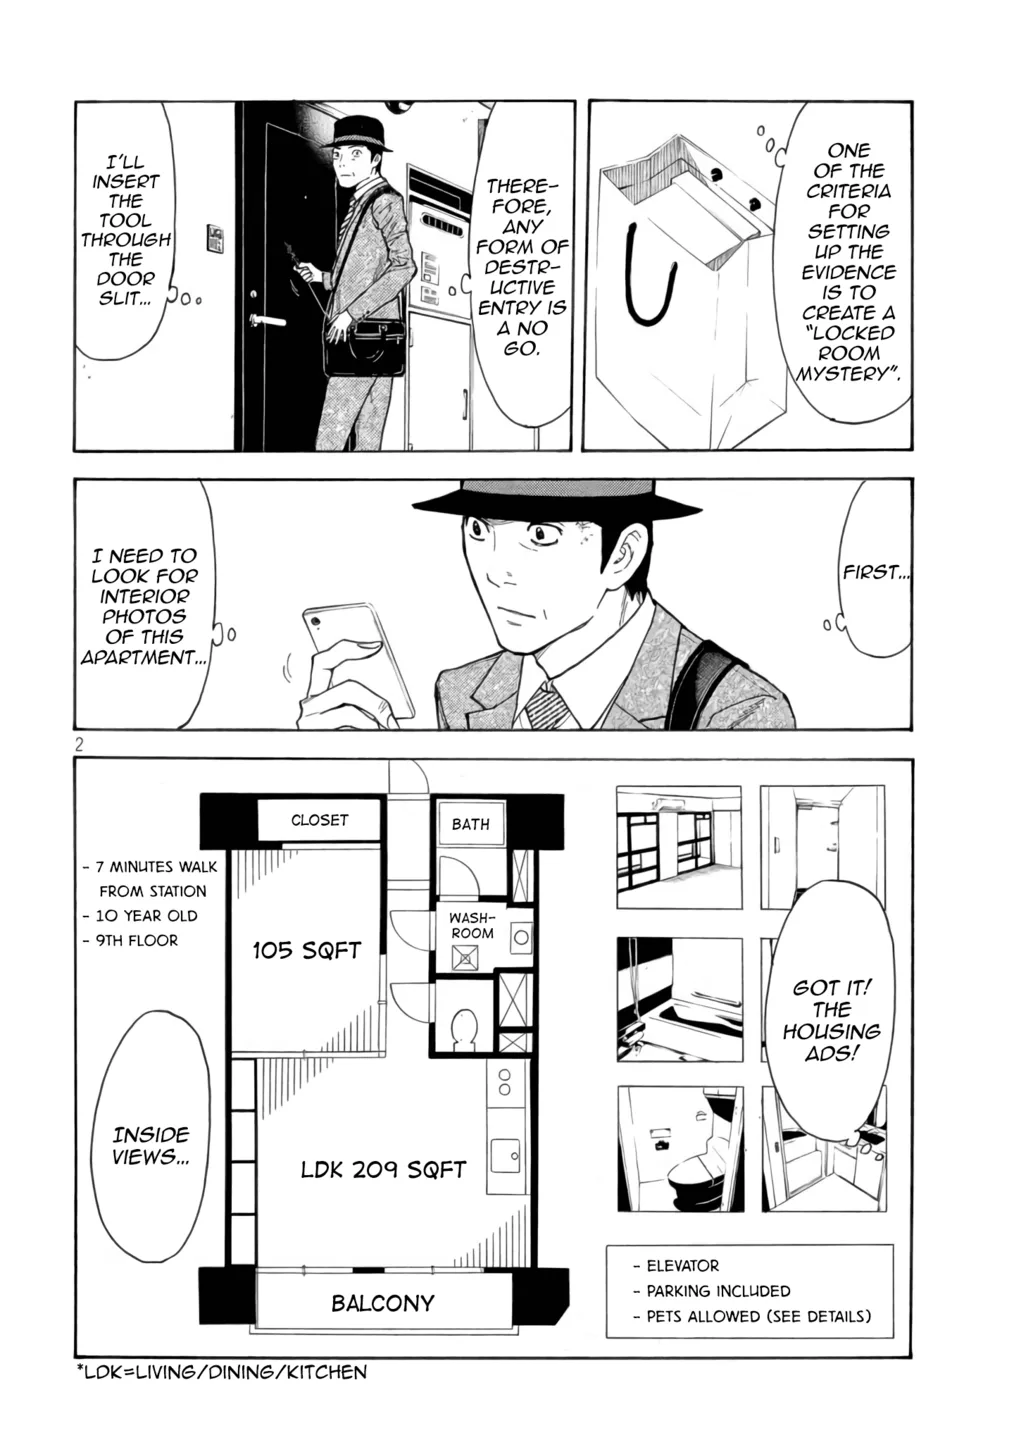 ONE
OF THE
CRITERIA
FOR
SETTING
UP THE
EVIDENCE
IS TO
CREATE A
“LOCKED
ROOM
MYSTERY”.
THERE-
FORE,
ANY
FORM OF
DESTR-
UCTIVE
ENTRY IS
A NO
GO.
I’LL
INSERT
THE
TOOL
THROUGH
THE
DOOR
SLIT...
FIRST...
I NEED TO
LOOK FOR
INTERIOR
PHOTOS
OF THIS
APARTMENT...
2
GOT IT!
THE
HOUSING
ADS!
- 7 MINUTES WALK
FROM STATION
- 10 YEAR OLD
- 9TH FLOOR
CLOSET
BATH
WASH-
ROOM
105 SQFT
LDK 209 SQFT
BALCONY
- ELEVATOR
- PARKING INCLUDED
- PETS ALLOWED (SEE DETAILS)
INSIDE
VIEWS...
*LDK=LIVING/DINING/KITCHEN